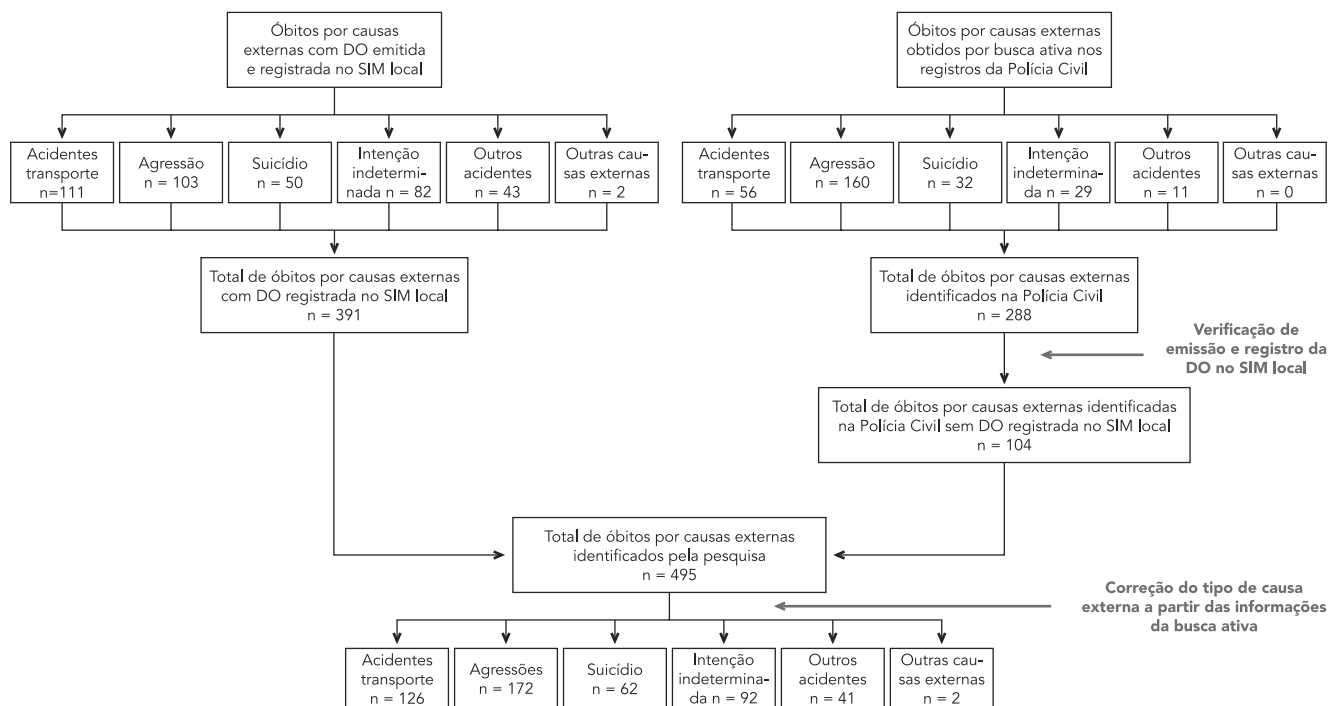 Óbitos por causas
externas com DO emitida
e registrada no SIM local
Óbitos por causas externas
obtidos por busca ativa nos
registros da Polícia Civil
Acidentes
transporte
n=111
Agressão
n = 103
Suicídio
n = 50
Intenção
indetermi-
nada n = 82
Outros
acidentes
n = 43
Outras cau-
sas externas
n = 2
Acidentes
transporte
n = 56
Agressão
n = 160
Suicídio
n = 32
Intenção
indetermina-
da n = 29
Outros
acidentes
n = 11
Outras cau-
sas externas
n = 0
Total de óbitos por causas externas
com DO registrada no SIM local
n = 391
Total de óbitos por causas externas
identificados na Polícia Civil
n = 288
Verificação de
emissão e registro da
DO no SIM local
Total de óbitos por causas externas identificadas
na Polícia Civil sem DO registrada no SIM local
n = 104
Total de óbitos por causas externas
identificados pela pesquisa
n = 495
Correção do tipo de causa
externa a partir das informações
da busca ativa
Acidentes
transporte
n = 126
Agressões
n = 172
Suicídio
n = 62
Intenção
indetermina-
da n = 92
Outros
acidentes
n = 41
Outras cau-
sas externas
n = 2